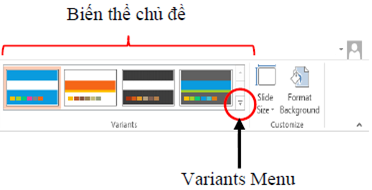 Biến thể chủ đề
Slide Size
Format Background
Variants
Customize
Variants Menu